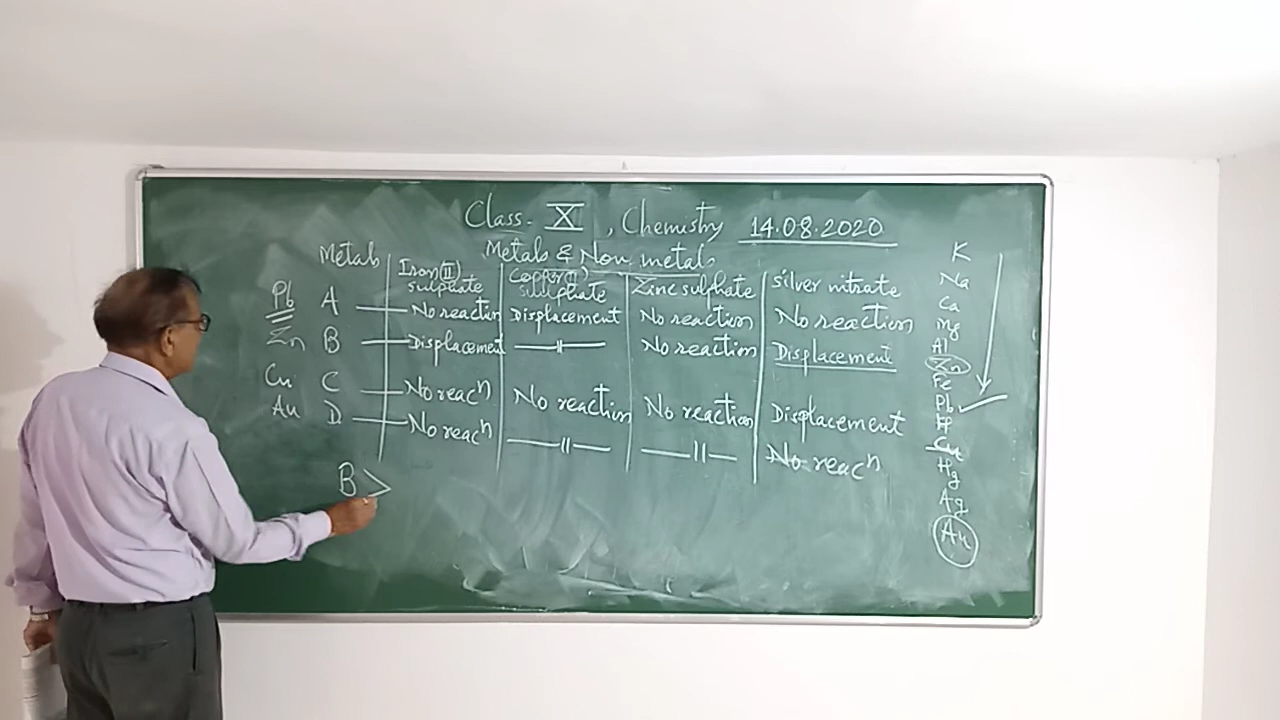 Class - X , Chemistry 14.08.2020
Metals & Non metals
Metals Iron(II) sulphate Copper(II) sulphate Zinc sulphate silver nitrate
Pb A No reaction Displacement No reaction No reaction
Zn B Displacement —||— No reaction Displacement
Cu C No reacⁿ No reaction No reaction Displacement
Au D No reacⁿ —||— —||— No reacⁿ
B >
K
Na
Ca
Mg
Al
Zn
Fe
Pb
Cu
Hg
Ag
Au